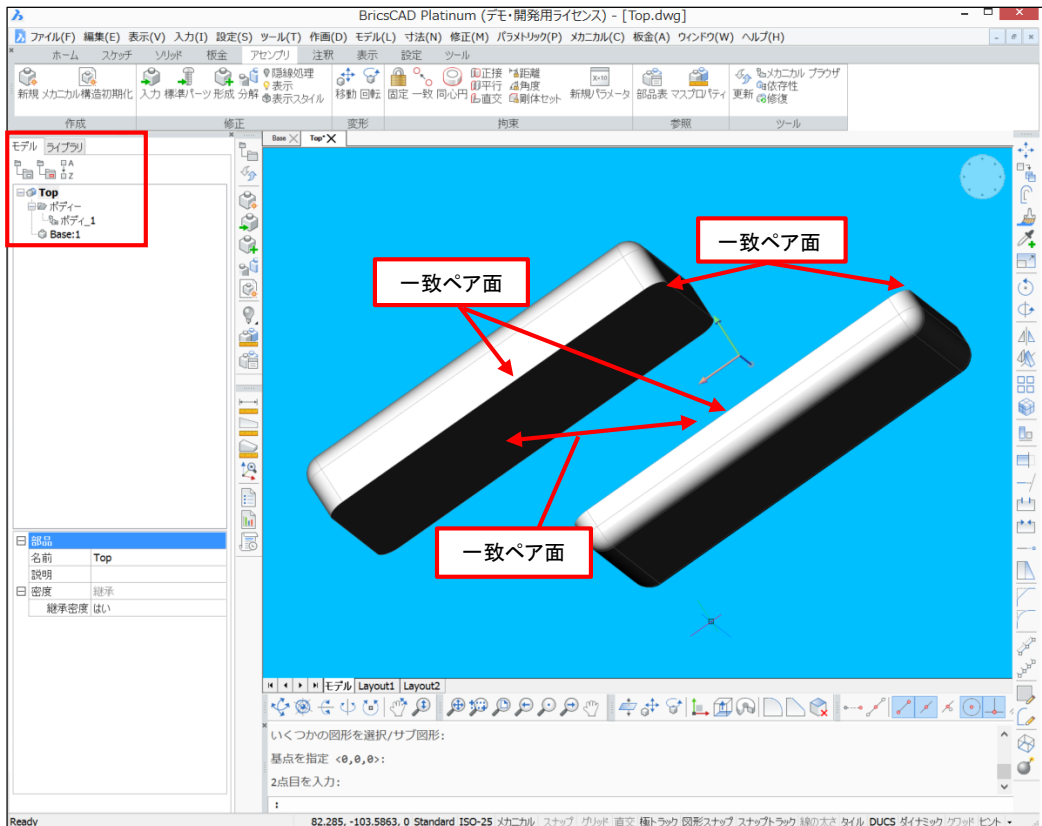 BricsCAD Platinum (デモ・開発用ライセンス) - [Top.dwg]
ファイル(F) 編集(E) 表示(V) 入力(I) 設定(S) ツール(T) 作画(D) モデル(L) 寸法(N) 修正(M) パラメトリック(P) メカニカル(C) 板金(A) ウィンドウ(W) ヘルプ(H)
ホーム スケッチ ソリッド 板金 アセンブリ 注釈 表示 設定 ツール
隠線処理 正接 距離 X=10 メカニカル ブラウザ
表示 平行 角度 依存性
新規 メカニカル構造初期化 入力 標準パーツ 形成 分解 表示スタイル 移動 回転 固定 一致 同心円 直交 剛体セット 新規パラメータ 部品表 マスプロパティ 更新 修復
作成 修正 変形 拘束 参照 ツール
Base Top*
モデル ライブラリ
A
Z
Top
ボディー
ボディ_1
Base:1
一致ペア面
一致ペア面
一致ペア面
部品
名前 Top
説明
密度 継承
継承密度 はい
モデル Layout1 Layout2
いくつかの図形を選択/サブ図形:
基点を指定 <0,0,0>:
2点目を入力:
:
Ready 82.285, -103.5863, 0 Standard ISO-25 メカニカル スナップ グリッド 直交 極トラック 図形スナップ スナップトラック 線の太さ タイル DUCS ダイナミック クワッド ヒント